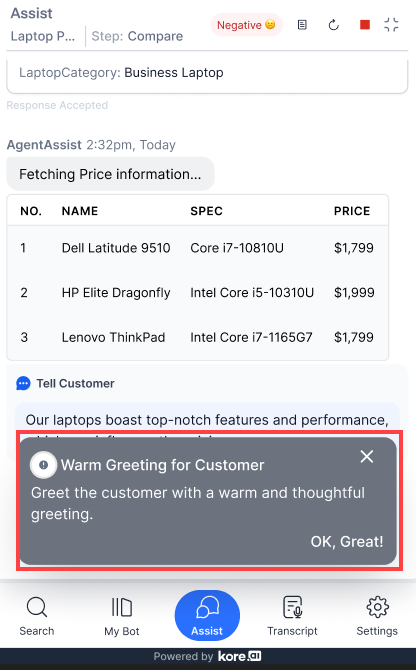 Assist
Laptop P... Step: Compare
Negative
LaptopCategory: Business Laptop
Response Accepted
AgentAssist 2:32pm, Today
Fetching Price information...
NO. NAME SPEC PRICE
1 Dell Latitude 9510 Core i7-10810U $1,799
2 HP Elite Dragonfly Intel Core i5-10310U $1,999
3 Lenovo ThinkPad Intel Core i7-1165G7 $1,799
Tell Customer
Our laptops boast top-notch features and performance,
Warm Greeting for Customer
Greet the customer with a warm and thoughtful
greeting.
OK, Great!
Search My Bot Assist Transcript Settings
Powered by kore.ai